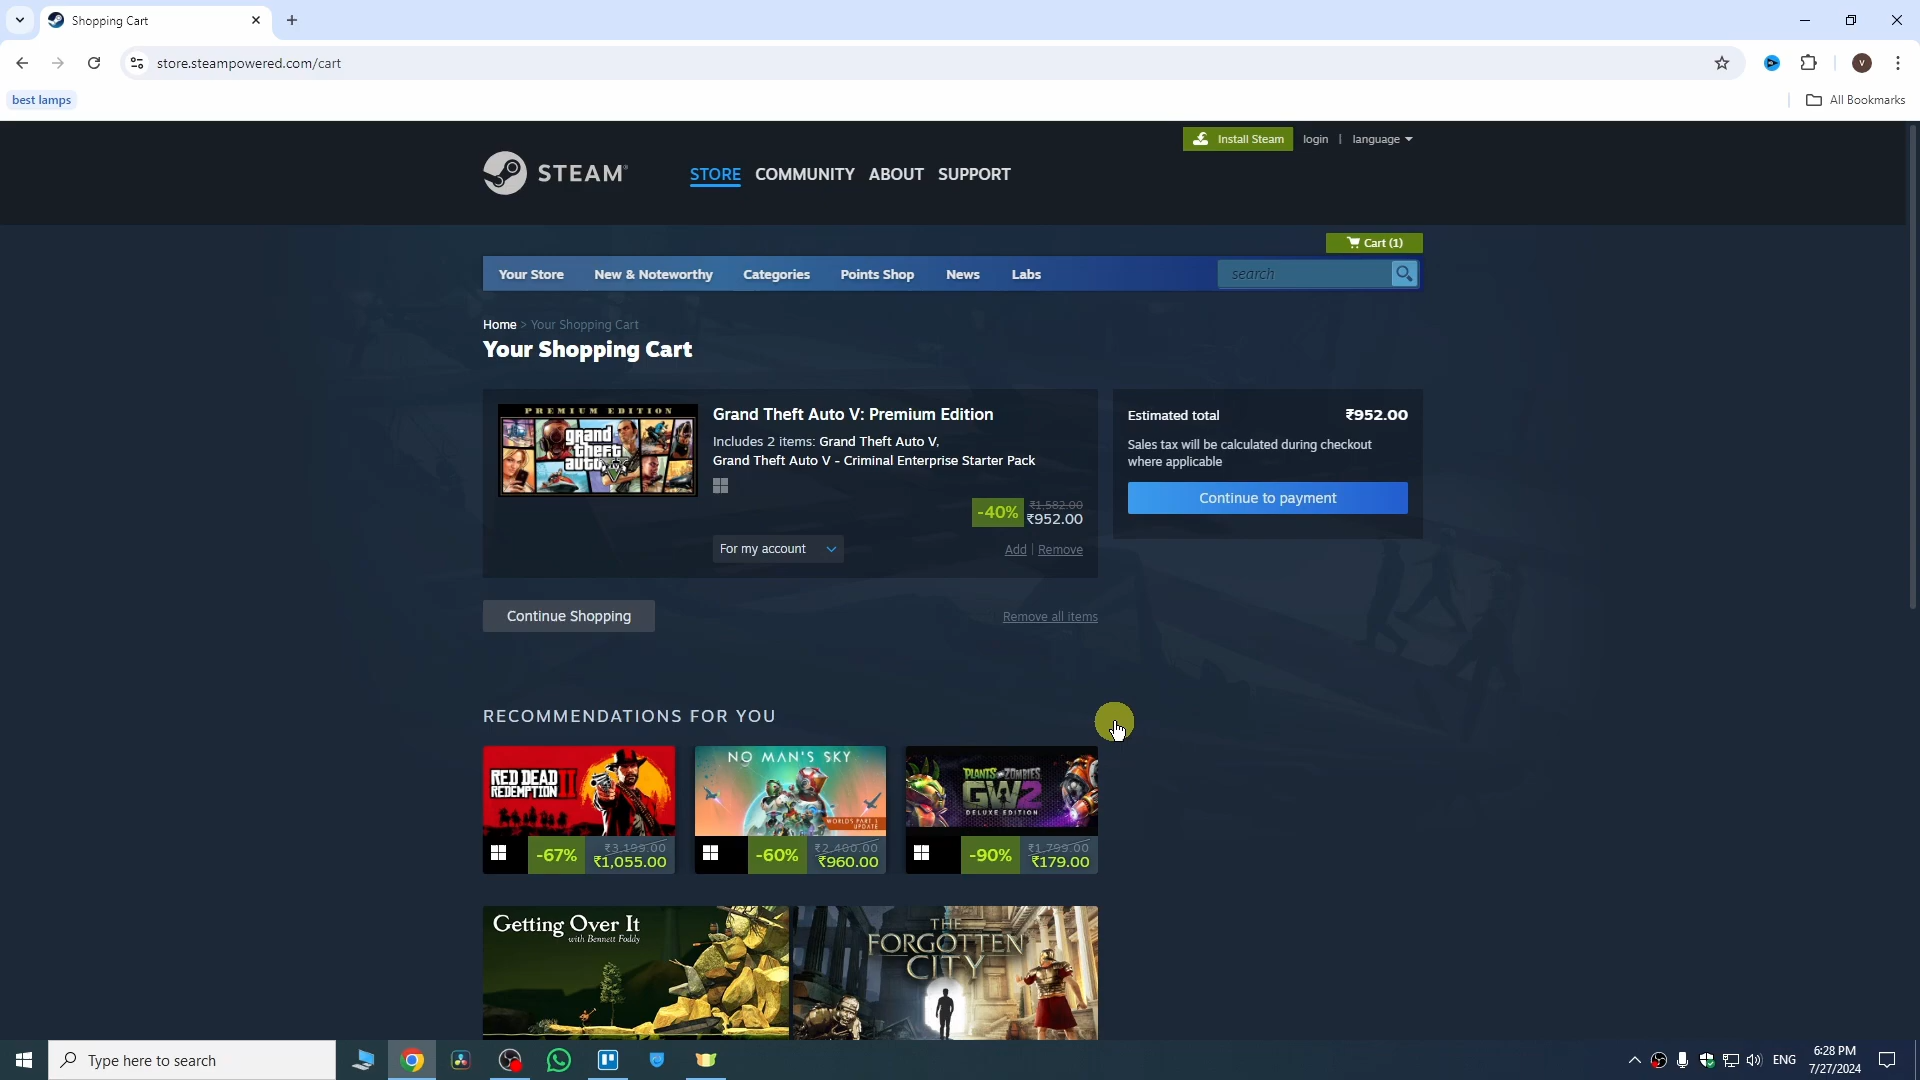 Shopping Cart
store.steampowered.com/cart
best lamps
All Bookmarks
Install Steam
login | language
STEAM®
STORE COMMUNITY ABOUT SUPPORT
Cart (1)
Your Store New & Noteworthy Categories Points Shop News Labs search
Home > Your Shopping Cart
Your Shopping Cart
PREMIUM EDITION
grand theft auto V
Grand Theft Auto V: Premium Edition
Includes 2 items: Grand Theft Auto V,
Grand Theft Auto V - Criminal Enterprise Starter Pack
-40% ₹1,582.00
₹952.00
For my account
Add | Remove
Estimated total ₹952.00
Sales tax will be calculated during checkout
where applicable
Continue to payment
Continue Shopping
Remove all items
RECOMMENDATIONS FOR YOU
RED DEAD
REDEMPTION II
-67% ₹3,199.00
₹1,055.00
NO MAN'S SKY
WORLDS PART 1
UPDATE
-60% ₹2,400.00
₹960.00
PLANTS VS. ZOMBIES
GW2
DELUXE EDITION
-90% ₹1,799.00
₹179.00
Getting Over It
with Bennett Foddy
THE
FORGOTTEN
CITY
Type here to search
ENG
6:28 PM
7/27/2024
V